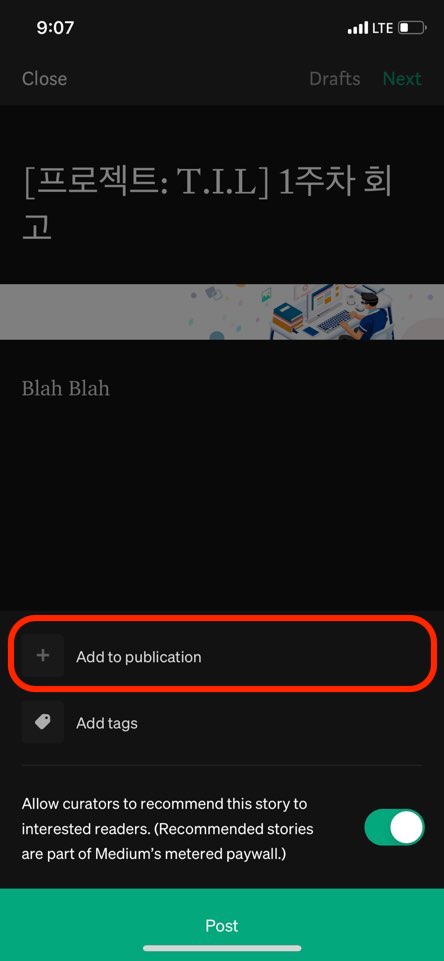 9:07 LTE
Close Drafts Next
[프로젝트: T.I.L] 1주차 회
고
Blah Blah
Add to publication
Add tags
Allow curators to recommend this story to
interested readers. (Recommended stories
are part of Medium's metered paywall.)
Post